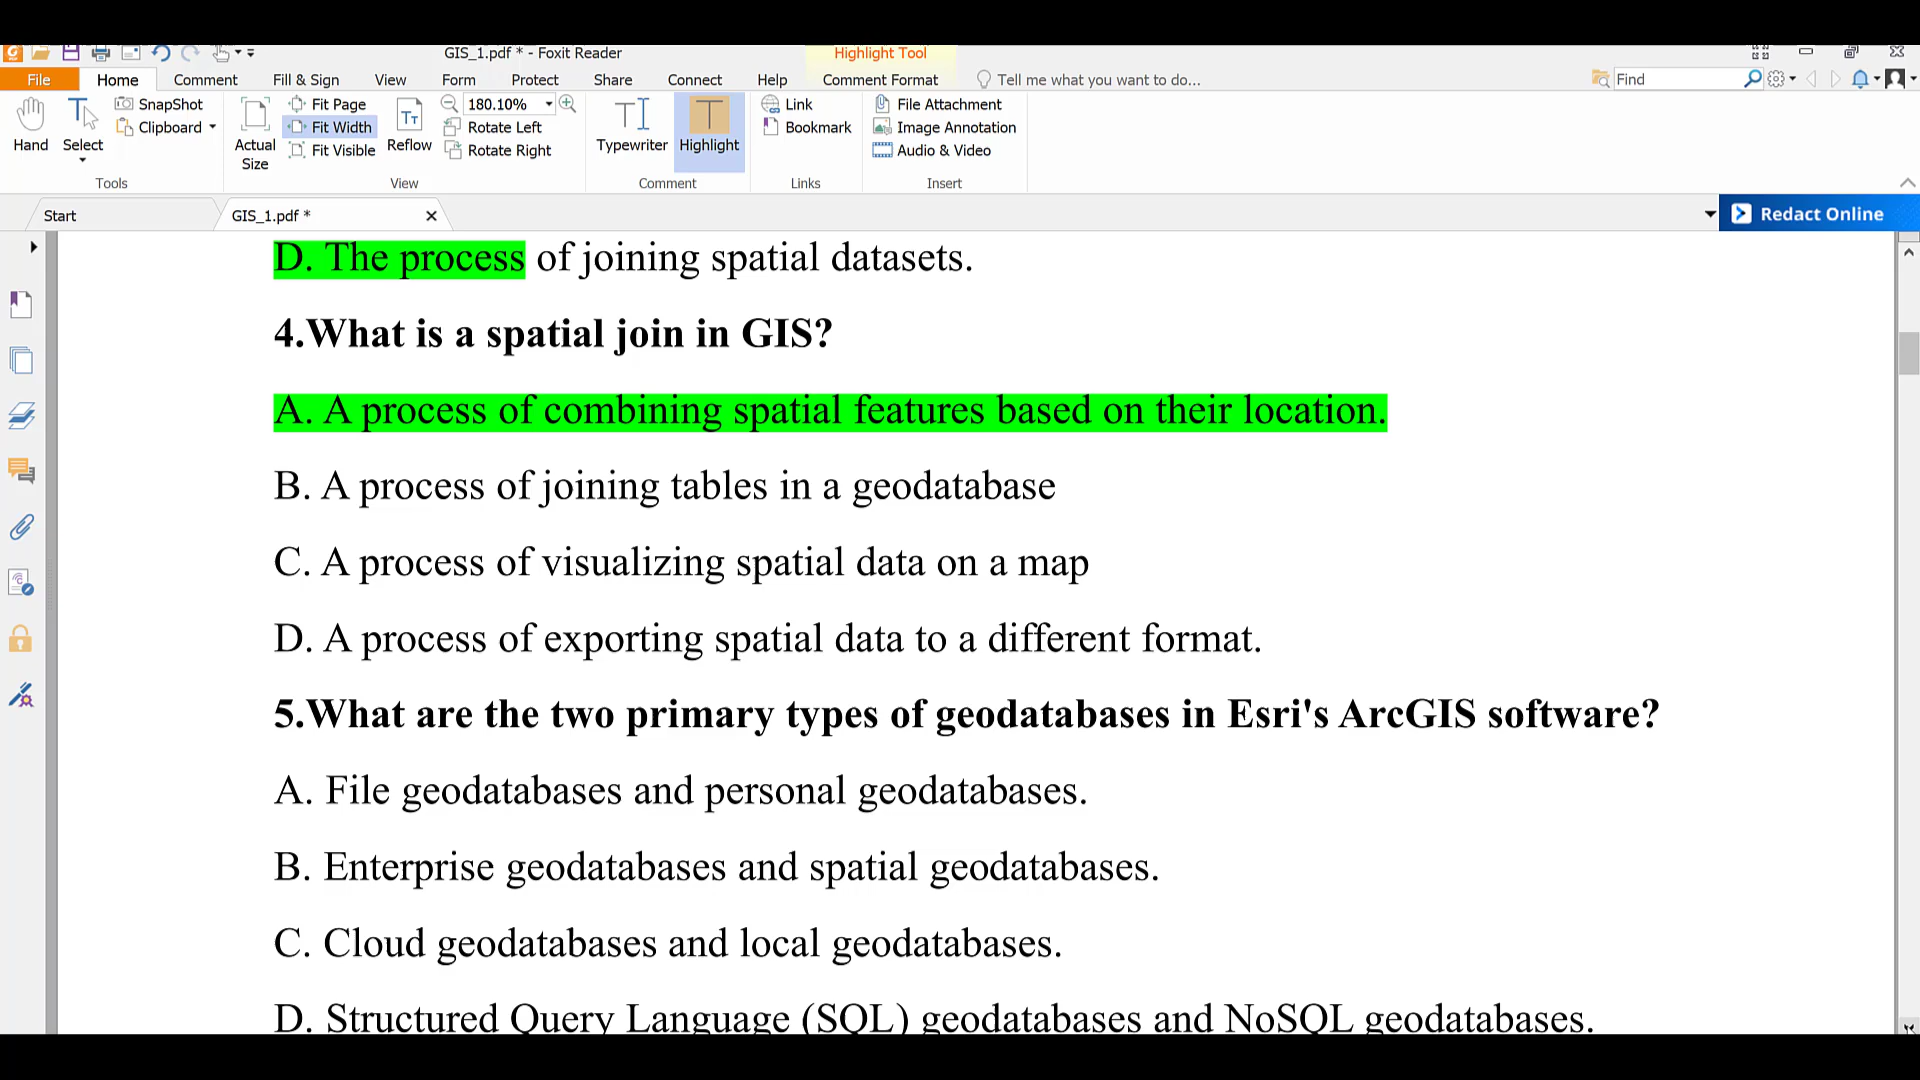 GIS_1.pdf * - Foxit Reader
Highlight Tool
File Home Comment Fill & Sign View Form Protect Share Connect Help Comment Format Tell me what you want to do... Find
Hand Select SnapShot Clipboard Actual Size Fit Page Fit Width Fit Visible Reflow 180.10% Rotate Left Rotate Right Typewriter Highlight Link Bookmark File Attachment Image Annotation Audio & Video
Tools View Comment Links Insert
Start GIS_1.pdf * Redact Online
D. The process of joining spatial datasets.
4.What is a spatial join in GIS?
A. A process of combining spatial features based on their location.
B. A process of joining tables in a geodatabase
C. A process of visualizing spatial data on a map
D. A process of exporting spatial data to a different format.
5.What are the two primary types of geodatabases in Esri's ArcGIS software?
A. File geodatabases and personal geodatabases.
B. Enterprise geodatabases and spatial geodatabases.
C. Cloud geodatabases and local geodatabases.
D. Structured Query Language (SQL) geodatabases and NoSQL geodatabases.